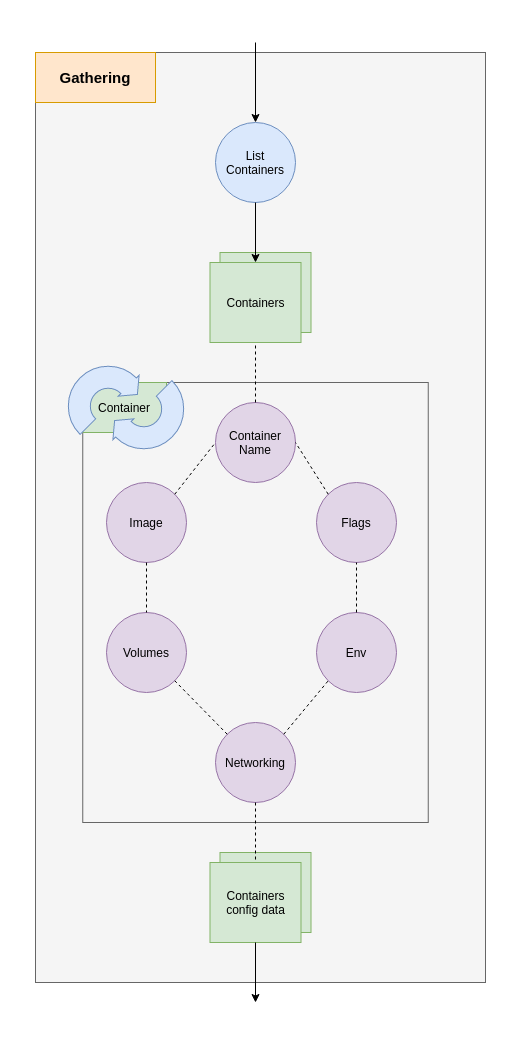 Gathering
List
Containers
Containers
Container
Container
Name
Image
Flags
Volumes
Env
Networking
Containers
config data